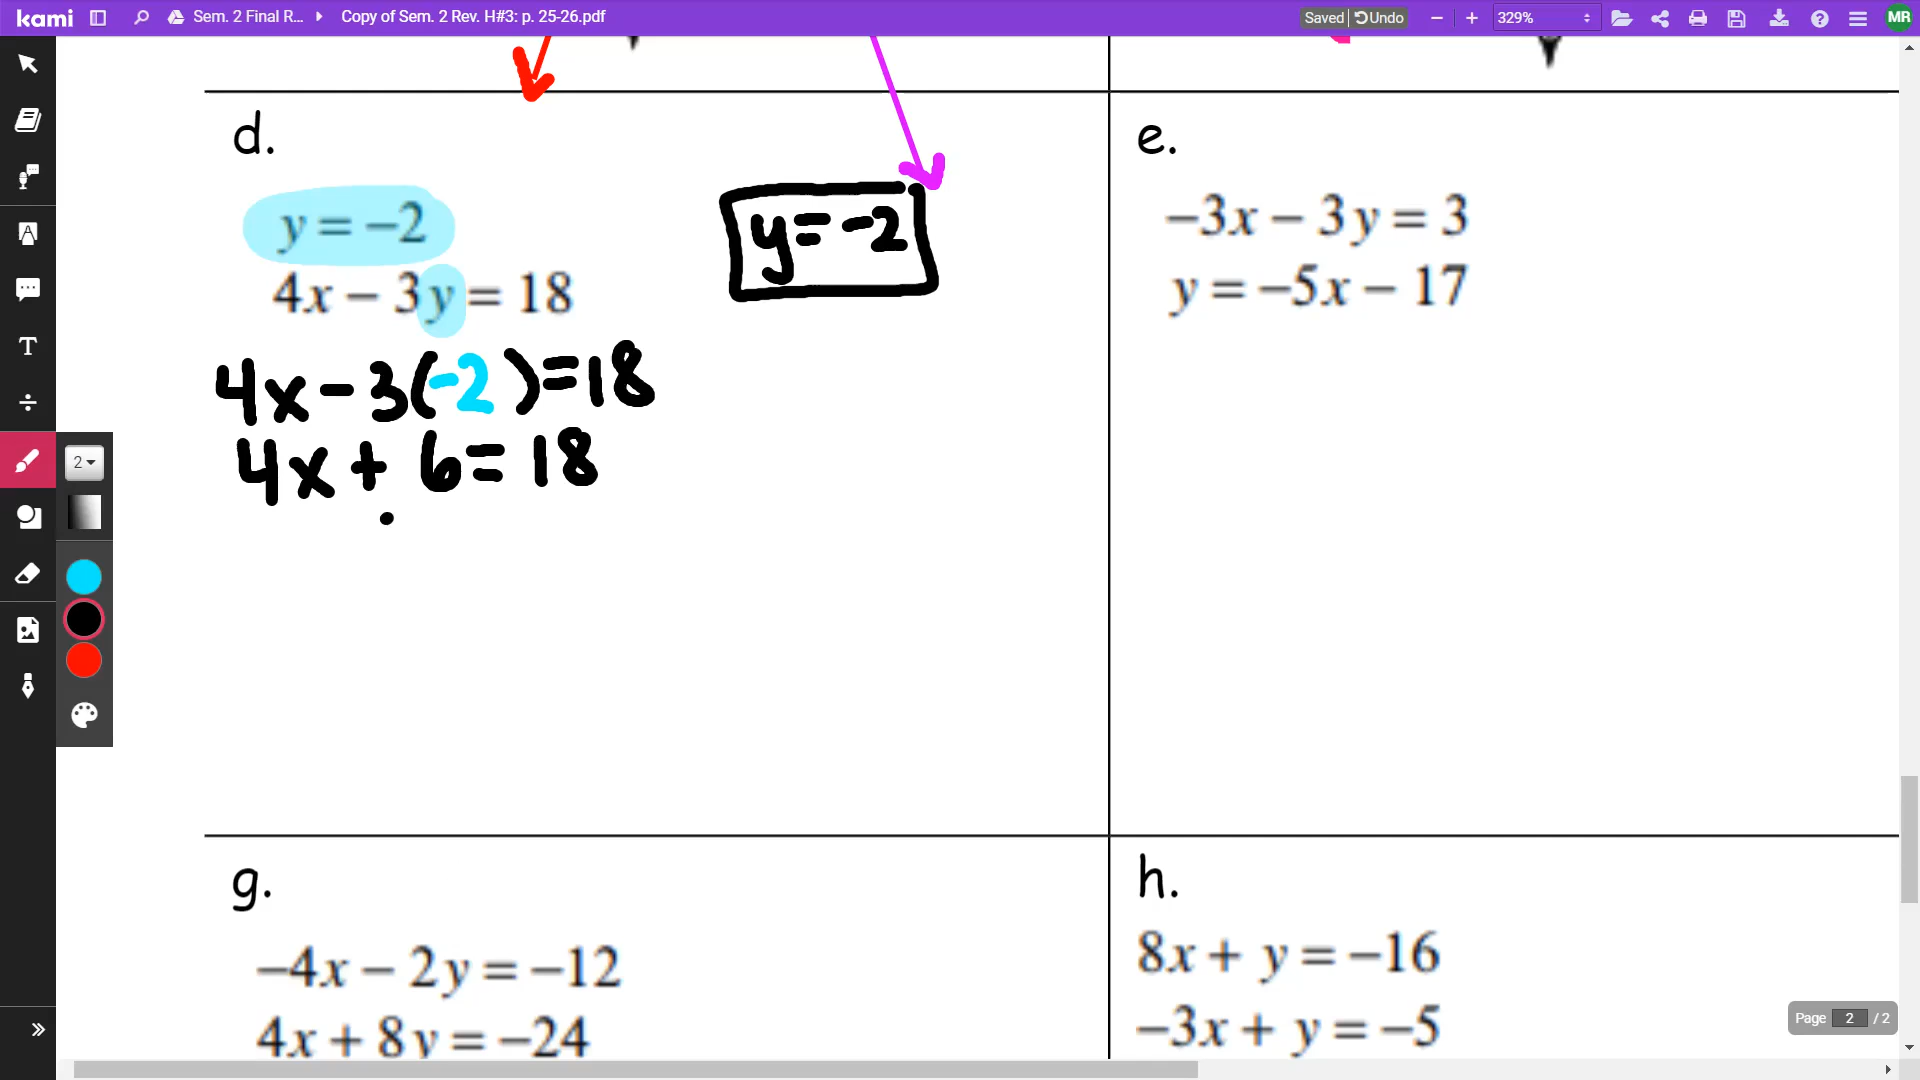 kami Sem. 2 Final R... Copy of Sem. 2 Rev. H#3: p. 25-26.pdf Saved Undo 329% MR
d.
y = −2
4x − 3y = 18
y = -2
4x - 3(-2) = 18
4x + 6 = 18
e.
−3x − 3y = 3
y = −5x − 17
g.
−4x − 2y = −12
4x + 8y = −24
h.
8x + y = −16
−3x + y = −5
2
Page 2 / 2